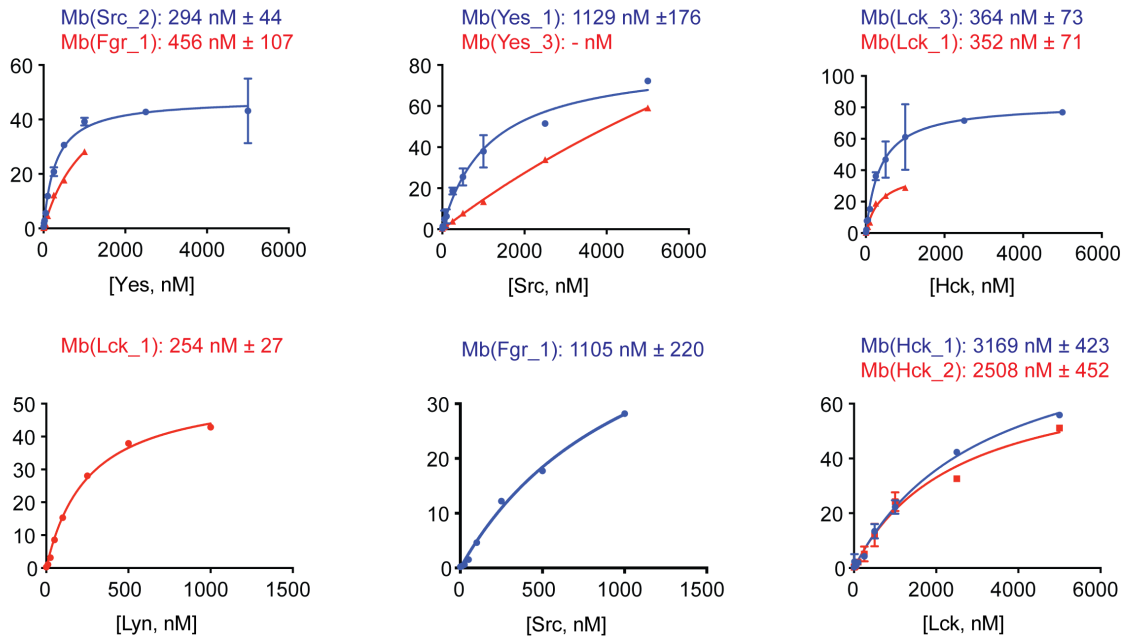 Mb(Src_2): 294 nM ± 44
Mb(Fgr_1): 456 nM ± 107
60
40
20
0
0 2000 4000 6000
[Yes, nM]
Mb(Yes_1): 1129 nM ±176
Mb(Yes_3): - nM
80
60
40
20
0
0 2000 4000 6000
[Src, nM]
Mb(Lck_3): 364 nM ± 73
Mb(Lck_1): 352 nM ± 71
100
80
60
40
20
0
0 2000 4000 6000
[Hck, nM]
Mb(Lck_1): 254 nM ± 27
50
40
30
20
10
0
0 500 1000 1500
[Lyn, nM]
Mb(Fgr_1): 1105 nM ± 220
30
20
10
0
0 500 1000 1500
[Src, nM]
Mb(Hck_1): 3169 nM ± 423
Mb(Hck_2): 2508 nM ± 452
60
40
20
0
0 2000 4000 6000
[Lck, nM]